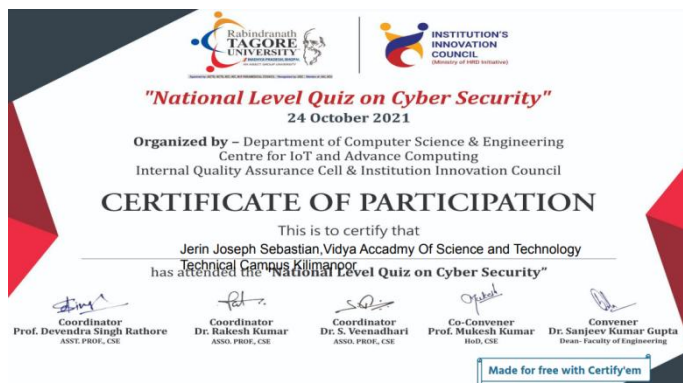 Rabindranath
TAGORE
UNIVERSITY
INSTITUTION'S
INNOVATION
COUNCIL
(Ministry of HRD Initiative)
"National Level Quiz on Cyber Security"
24 October 2021
Organized by – Department of Computer Science & Engineering
Centre for IoT and Advance Computing
Internal Quality Assurance Cell & Institution Innovation Council
CERTIFICATE OF PARTICIPATION
This is to certify that
Jerin Joseph Sebastian,Vidya Accadmy Of Science and Technology
Technical Campus Kilimanoor
has attended the "National Level Quiz on Cyber Security"
Coordinator
Prof. Devendra Singh Rathore
ASST. PROF., CSE
Coordinator
Dr. Rakesh Kumar
ASSO. PROF., CSE
Coordinator
Dr. S. Veenadhari
ASSO. PROF., CSE
Co-Convener
Prof. Mukesh Kumar
HoD, CSE
Convener
Dr. Sanjeev Kumar Gupta
Dean- Faculty of Engineering
Made for free with Certify'em